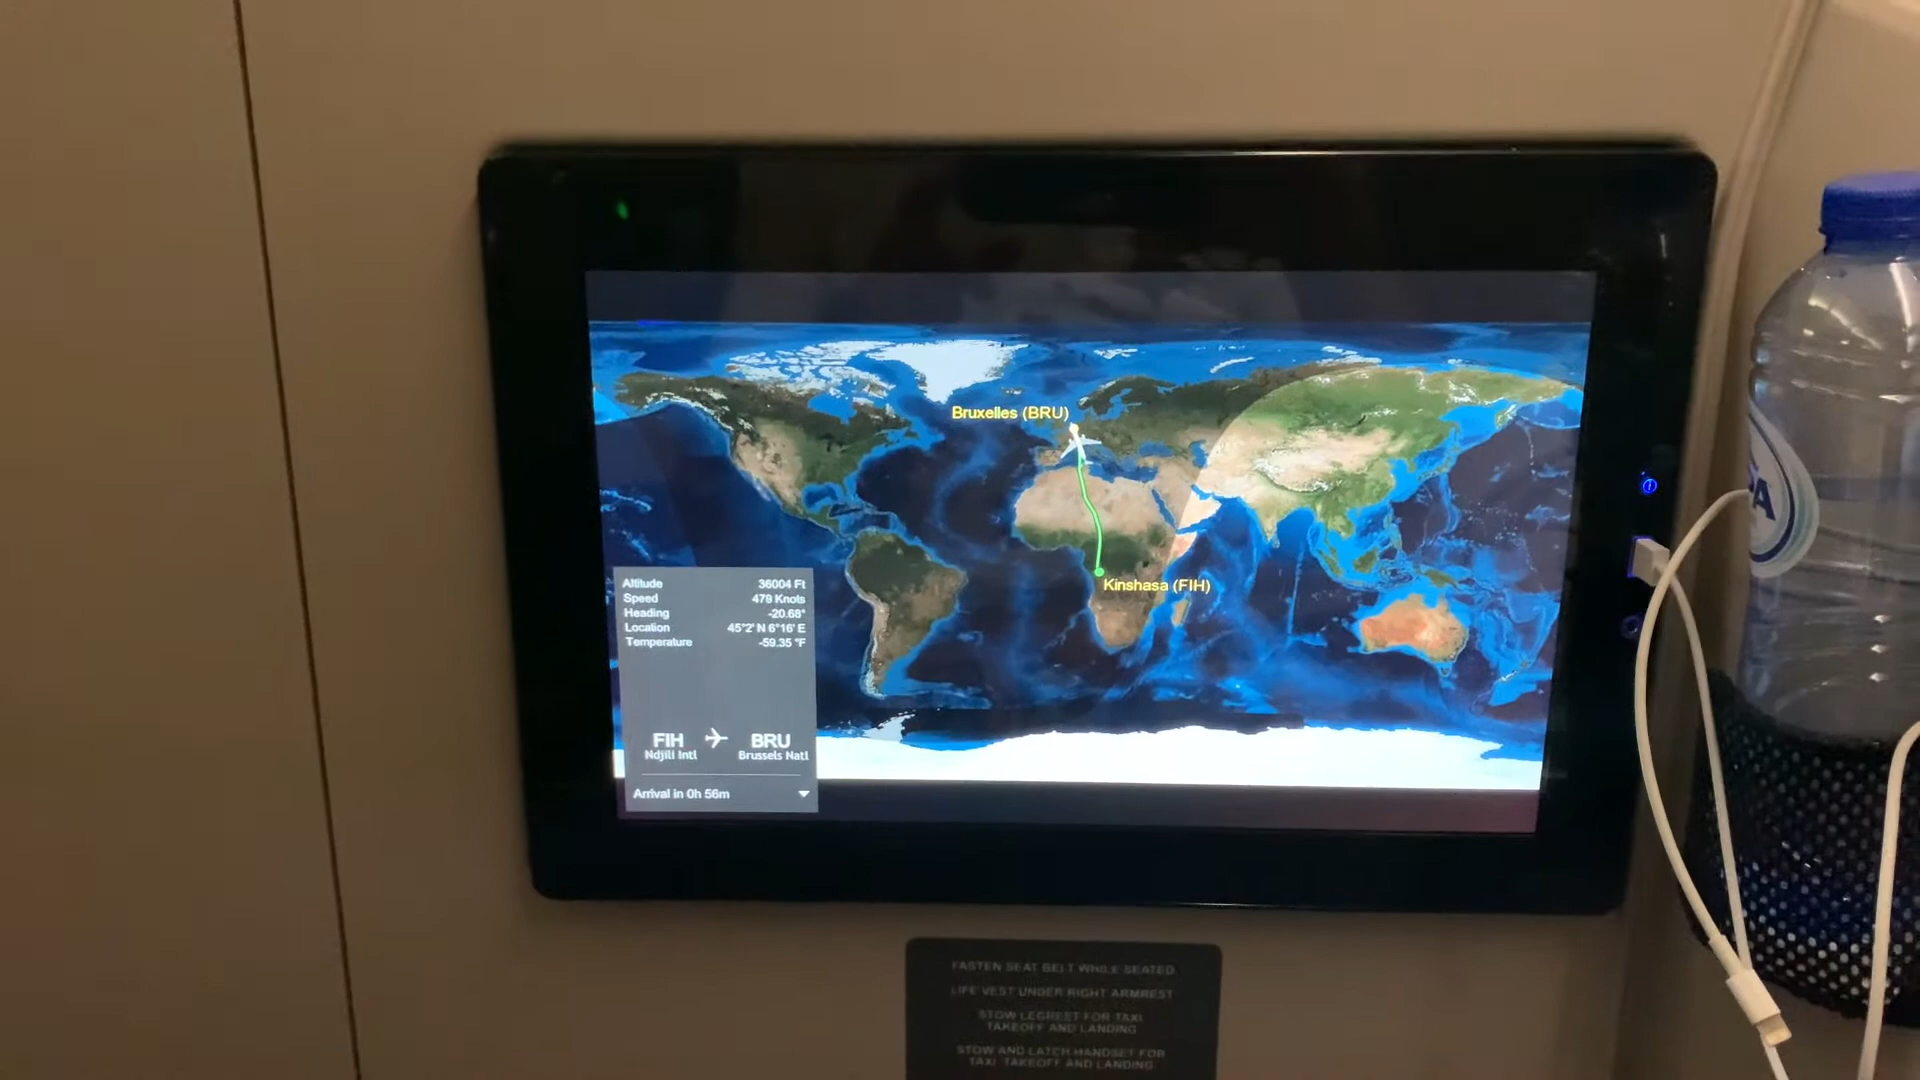 Bruxelles (BRU)
Kinshasa (FIH)
Altitude 36004 Ft
Speed 479 Knots
Heading -20.68°
Location 45°2' N 6°16' E
Temperature -59.35 °F
FIH BRU
Ndjili Intl Brussels Natl
Arrival in 0h 56m
FASTEN SEAT BELT WHILE SEATED
LIFE VEST UNDER RIGHT ARMREST
STOW LEGREST FOR TAXI
TAKEOFF AND LANDING
STOW AND LATCH HANDSET FOR
TAXI TAKEOFF AND LANDING